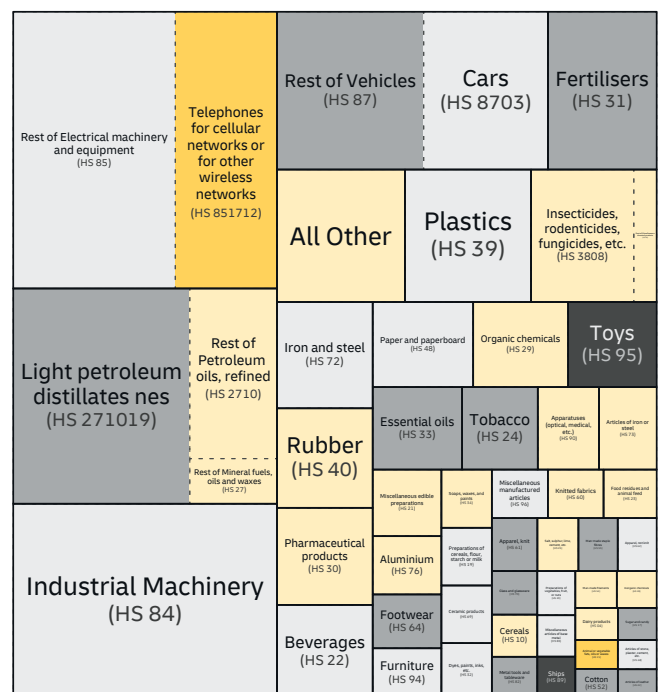 Rest of Electrical machinery
and equipment
(HS 85)
Telephones
for cellular
networks or
for other
wireless
networks
(HS 851712)
Rest of Vehicles
(HS 87)
Cars
(HS 8703)
Fertilisers
(HS 31)
All Other
Plastics
(HS 39)
Insecticides,
rodenticides,
fungicides, etc.
(HS 3808)
Light petroleum
distillates nes
(HS 271019)
Rest of
Petroleum
oils, refined
(HS 2710)
Rest of Mineral fuels,
oils and waxes
(HS 27)
Industrial Machinery
(HS 84)
Iron and steel
(HS 72)
Paper and paperboard
(HS 48)
Organic chemicals
(HS 29)
Toys
(HS 95)
Rubber
(HS 40)
Essential oils
(HS 33)
Tobacco
(HS 24)
Apparatuses
(optical, medical,
etc.)
(HS 90)
Articles of iron or
steel
(HS 73)
Pharmaceutical
products
(HS 30)
Beverages
(HS 22)
Miscellaneous edible
preparations
(HS 21)
Soaps, waxes, and
paints
(HS 34)
Miscellaneous
manufactured
articles
(HS 96)
Knitted fabrics
(HS 60)
Food residues and
animal feed
(HS 23)
Aluminium
(HS 76)
Preparations of
cereals, flour,
starch or milk
(HS 19)
Apparel, knit
(HS 61)
Footwear
(HS 64)
Ceramic products
(HS 69)
Furniture
(HS 94)
Dyes, paints, inks, etc.
(HS 32)
Cereals
(HS 10)
Dairy products
Metal tools and
tableware
Ships
(HS 89)
Cotton
(HS 52)